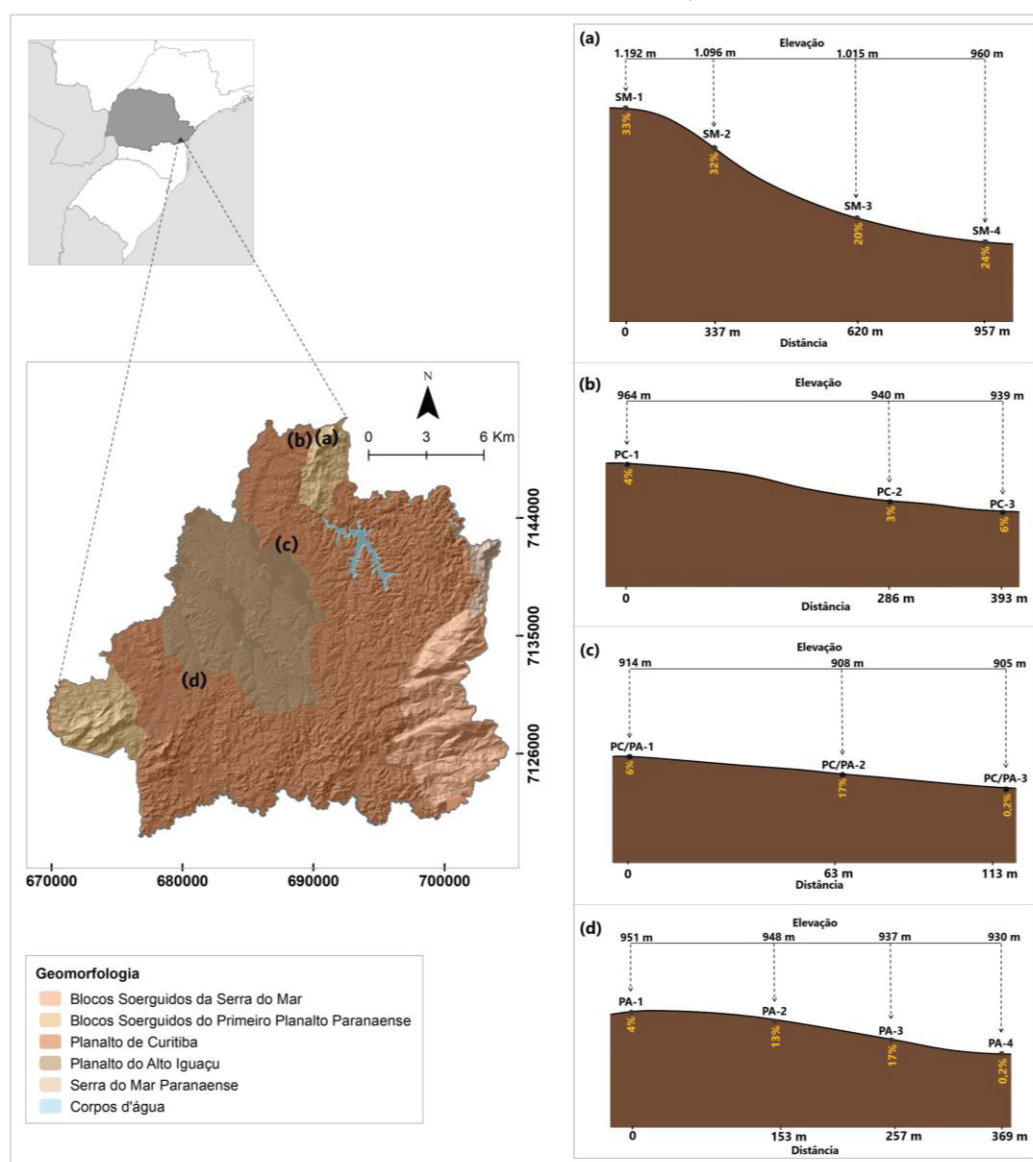 N
0 3 6 Km
(b) (a)
(c)
(d)
7144000
7135000
7126000
670000 680000 690000 700000
Geomorfologia
Blocos Soerguidos da Serra do Mar
Blocos Soerguidos do Primeiro Planalto Paranaense
Planalto de Curitiba
Planalto do Alto Iguaçu
Serra do Mar Paranaense
Corpos d'água
(a)
Elevação
1.192 m 1.096 m 1.015 m 960 m
SM-1
33%
SM-2
32%
SM-3
20%
SM-4
24%
0 337 m 620 m 957 m
Distância
(b)
Elevação
964 m 940 m 939 m
PC-1
4%
PC-2
3%
PC-3
6%
0 286 m 393 m
Distância
(c)
Elevação
914 m 908 m 905 m
PC/PA-1
6%
PC/PA-2
17%
PC/PA-3
0,2%
0 63 m 113 m
Distância
(d)
Elevação
951 m 948 m 937 m 930 m
PA-1
4%
PA-2
13%
PA-3
17%
PA-4
0,2%
0 153 m 257 m 369 m
Distância